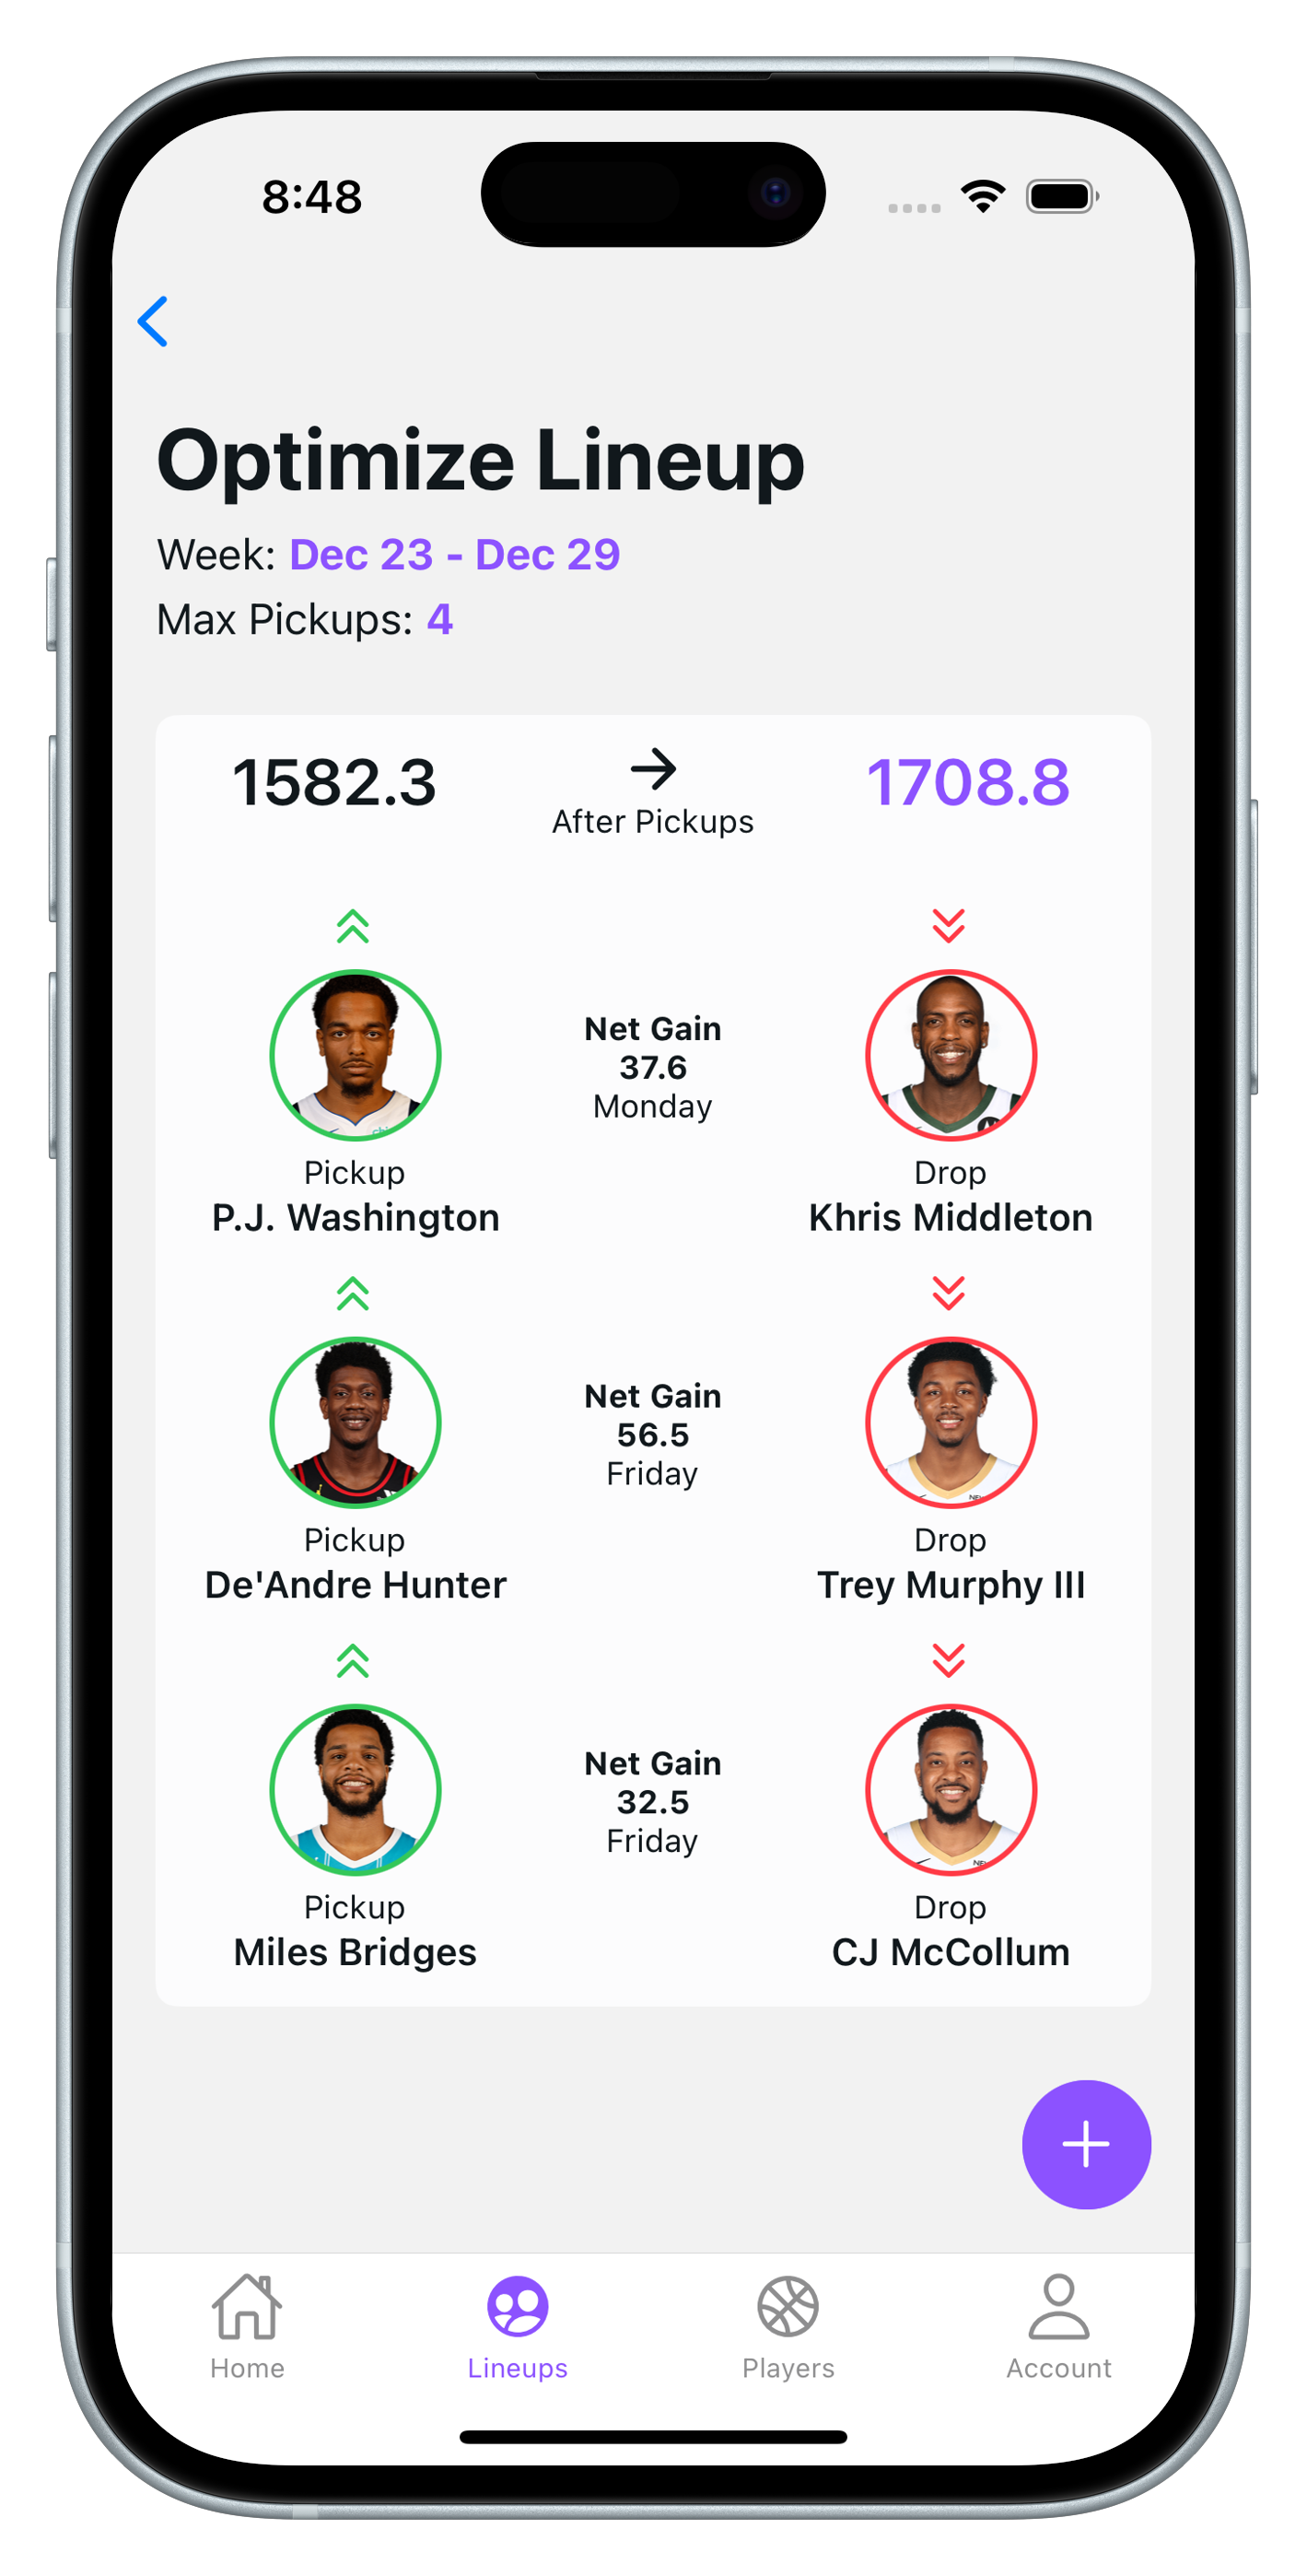 8:48
Optimize Lineup
Week: Dec 23 - Dec 29
Max Pickups: 4
1582.3
1708.8
After Pickups
Net Gain
37.6
Monday
Pickup
Drop
P.J. Washington
Khris Middleton
Net Gain
56.5
Friday
Pickup
Drop
De'Andre Hunter
Trey Murphy III
Net Gain
32.5
Friday
Pickup
Drop
Miles Bridges
CJ McCollum
Home
Lineups
Players
Account